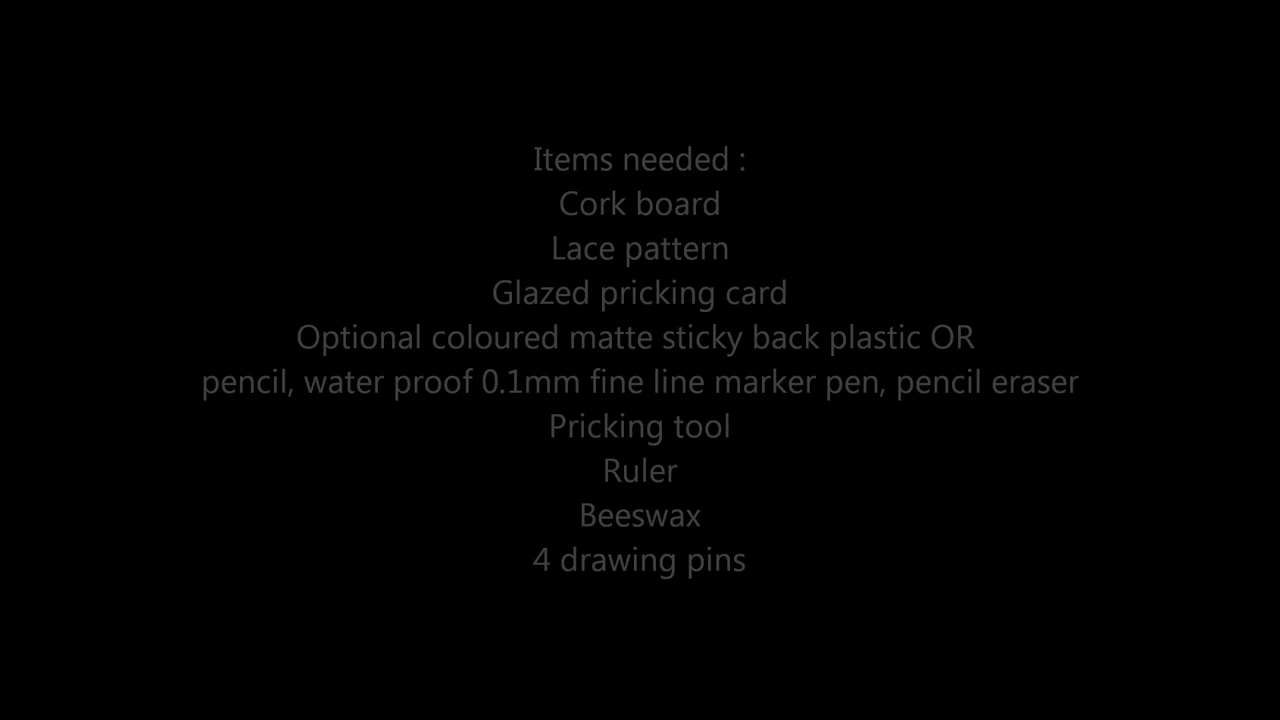 Items needed :
Cork board
Lace pattern
Glazed pricking card
Optional coloured matte sticky back plastic OR
pencil, water proof 0.1mm fine line marker pen, pencil eraser
Pricking tool
Ruler
Beeswax
4 drawing pins